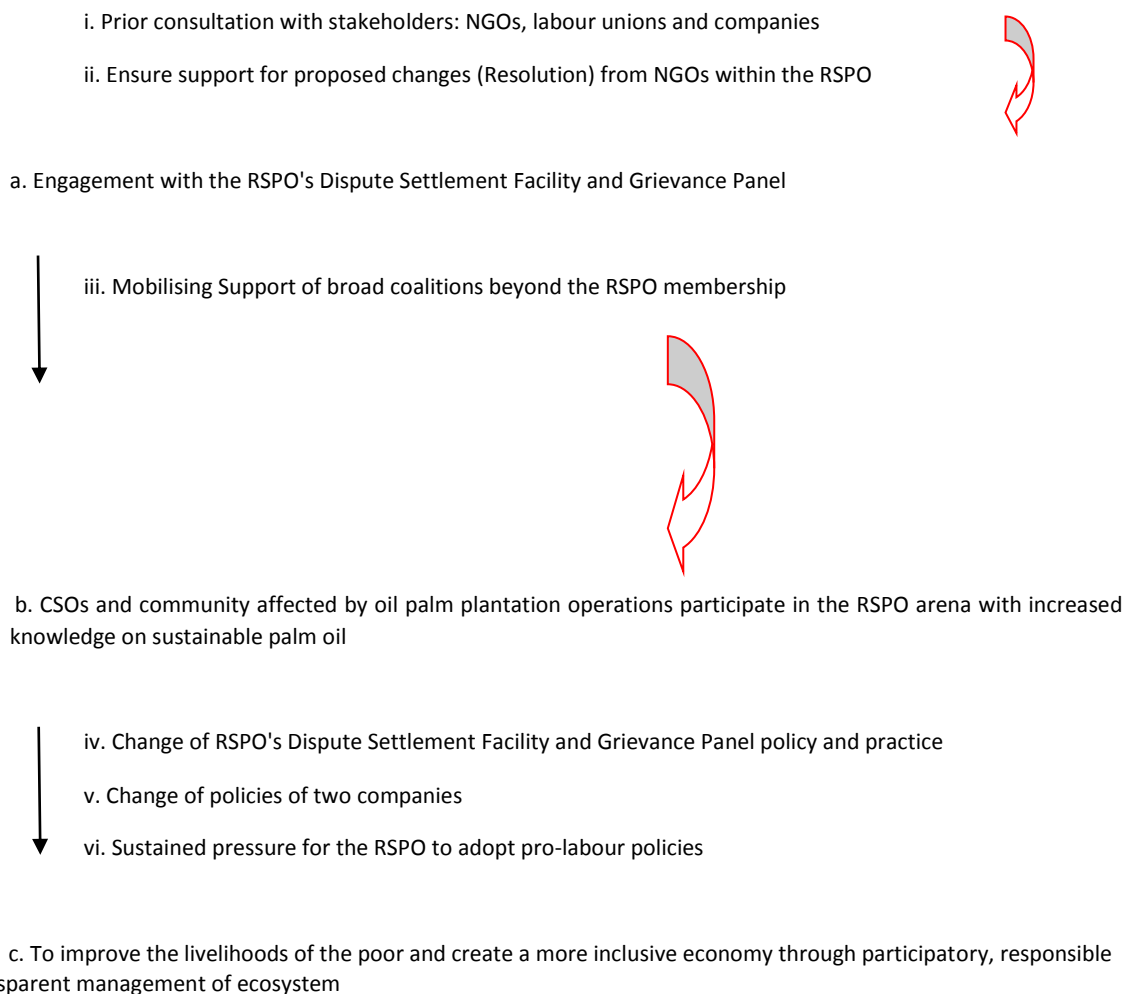 i. Prior consultation with stakeholders: NGOs, labour unions and companies
ii. Ensure support for proposed changes (Resolution) from NGOs within the RSPO
a. Engagement with the RSPO's Dispute Settlement Facility and Grievance Panel
iii. Mobilising Support of broad coalitions beyond the RSPO membership
b. CSOs and community affected by oil palm plantation operations participate in the RSPO arena with increased
knowledge on sustainable palm oil
iv. Change of RSPO's Dispute Settlement Facility and Grievance Panel policy and practice
v. Change of policies of two companies
vi. Sustained pressure for the RSPO to adopt pro-labour policies
c. To improve the livelihoods of the poor and create a more inclusive economy through participatory, responsible
sparent management of ecosystem